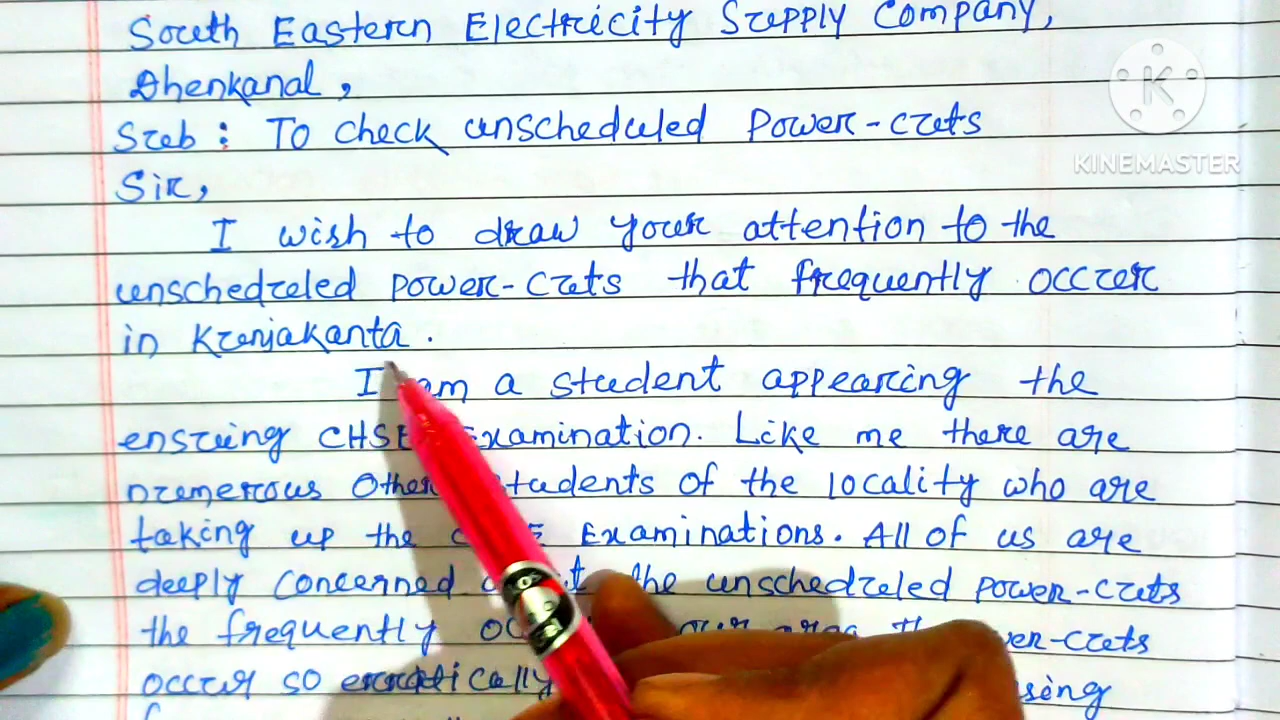 South Eastern Electricity Supply Company,
Dhenkanal,
Sub : To check unscheduled Power-cuts
Sir,
I wish to draw your attention to the
unscheduled power-cuts that frequently occur
in Kunjakanta.
I am a student appearing the
ensuing CHSE Examination. Like me there are
numerous other students of the locality who are
taking up the Examinations. All of us are
deeply concerned the unscheduled power-cuts
the frequently our area
occur so erratically
KINEMASTER